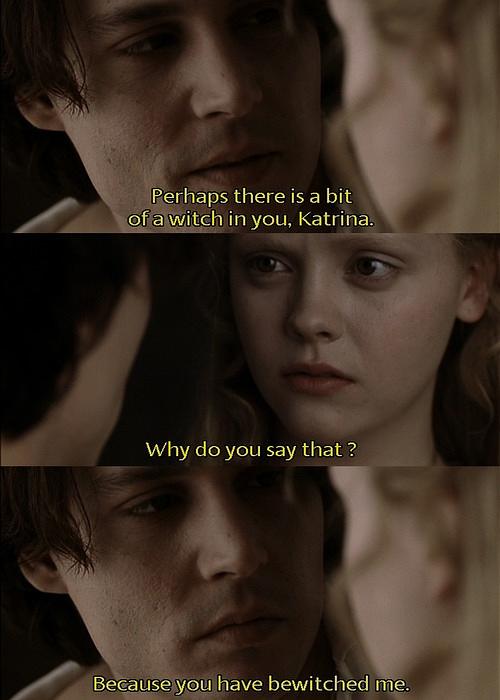 Perhaps there is a bit
of a witch in you, Katrina.
Why do you say that ?
Because you have bewitched me.